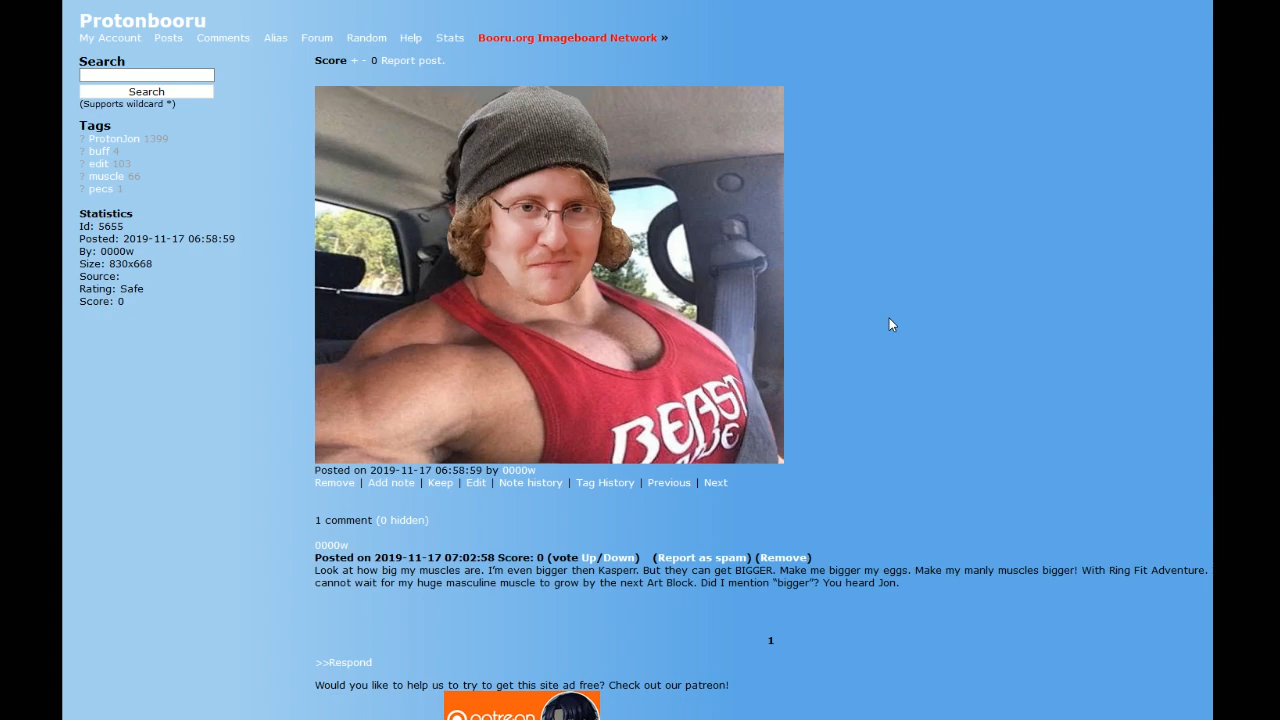 Protonbooru
My Account Posts Comments Alias Forum Random Help Stats Booru.org Imageboard Network »
Search
Search
(Supports wildcard *)
Tags
? ProtonJon 1399
? buff 4
? edit 103
? muscle 66
? pecs 1
Statistics
Id: 5655
Posted: 2019-11-17 06:58:59
By: 0000w
Size: 830x668
Source:
Rating: Safe
Score: 0
Score + - 0 Report post.
BEAST
Posted on 2019-11-17 06:58:59 by 0000w
Remove | Add note | Keep | Edit | Note history | Tag History | Previous | Next
1 comment (0 hidden)
0000w
Posted on 2019-11-17 07:02:58 Score: 0 (vote Up/Down) (Report as spam) (Remove)
Look at how big my muscles are. I’m even bigger then Kasperr. But they can get BIGGER. Make me bigger my eggs. Make my manly muscles bigger! With Ring Fit Adventure.
cannot wait for my huge masculine muscle to grow by the next Art Block. Did I mention “bigger”? You heard Jon.
1
>>Respond
Would you like to help us to try to get this site ad free? Check out our patreon!
patreon